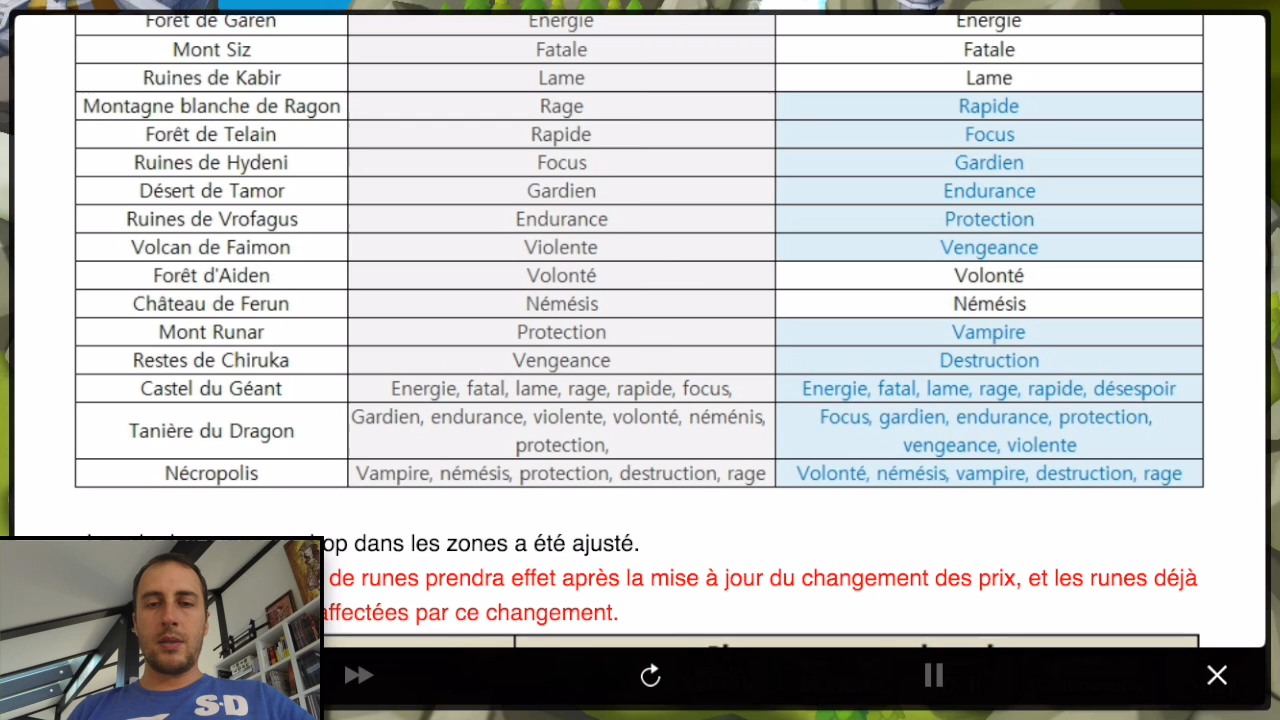 Forêt de Garen Energie Energie
Mont Siz Fatale Fatale
Ruines de Kabir Lame Lame
Montagne blanche de Ragon Rage Rapide
Forêt de Telain Rapide Focus
Ruines de Hydeni Focus Gardien
Désert de Tamor Gardien Endurance
Ruines de Vrofagus Endurance Protection
Volcan de Faimon Violente Vengeance
Forêt d'Aiden Volonté Volonté
Château de Ferun Némésis Némésis
Mont Runar Protection Vampire
Restes de Chiruka Vengeance Destruction
Castel du Géant Energie, fatal, lame, rage, rapide, focus, Energie, fatal, lame, rage, rapide, désespoir
Tanière du Dragon Gardien, endurance, violente, volonté, néménis, Focus, gardien, endurance, protection,
protection, vengeance, violente
Nécropolis Vampire, némésis, protection, destruction, rage Volonté, némésis, vampire, destruction, rage
dans les zones a été ajusté.
de runes prendra effet après la mise à jour du changement des prix, et les runes déjà
affectées par ce changement.
S-D